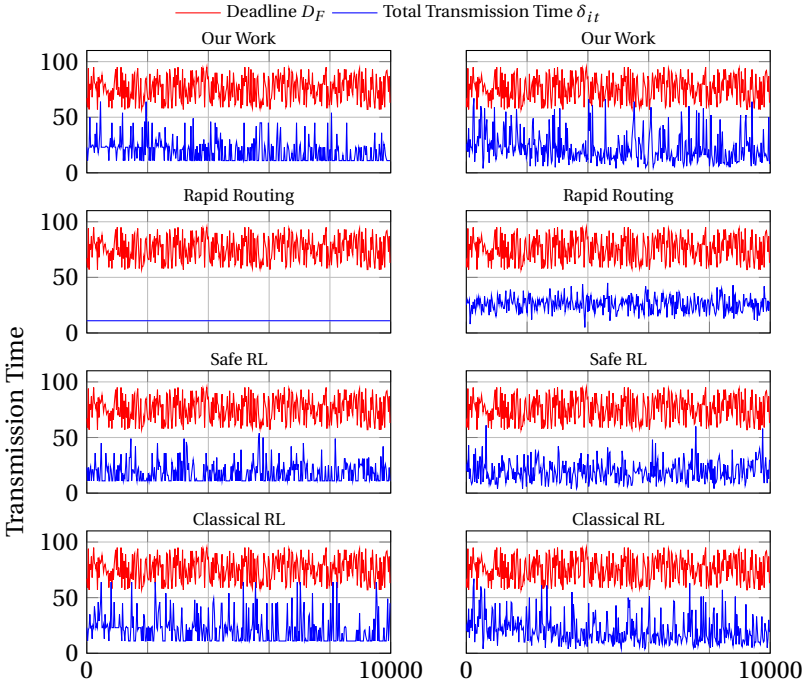 Deadline D_F Total Transmission Time δ_it
Our Work Our Work
100
50
0
Rapid Routing Rapid Routing
100
50
0
Safe RL Safe RL
100
50
0
Classical RL Classical RL
100
50
0
0 10000 0 10000
Transmission Time